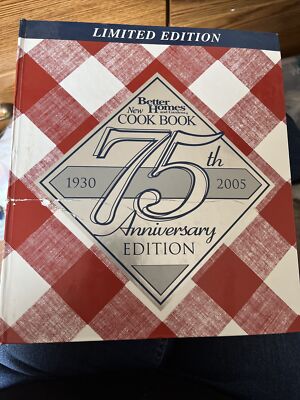 LIMITED EDITION
Better
New Homes
and Gardens
COOK BOOK
75th
1930 2005
Anniversary
EDITION